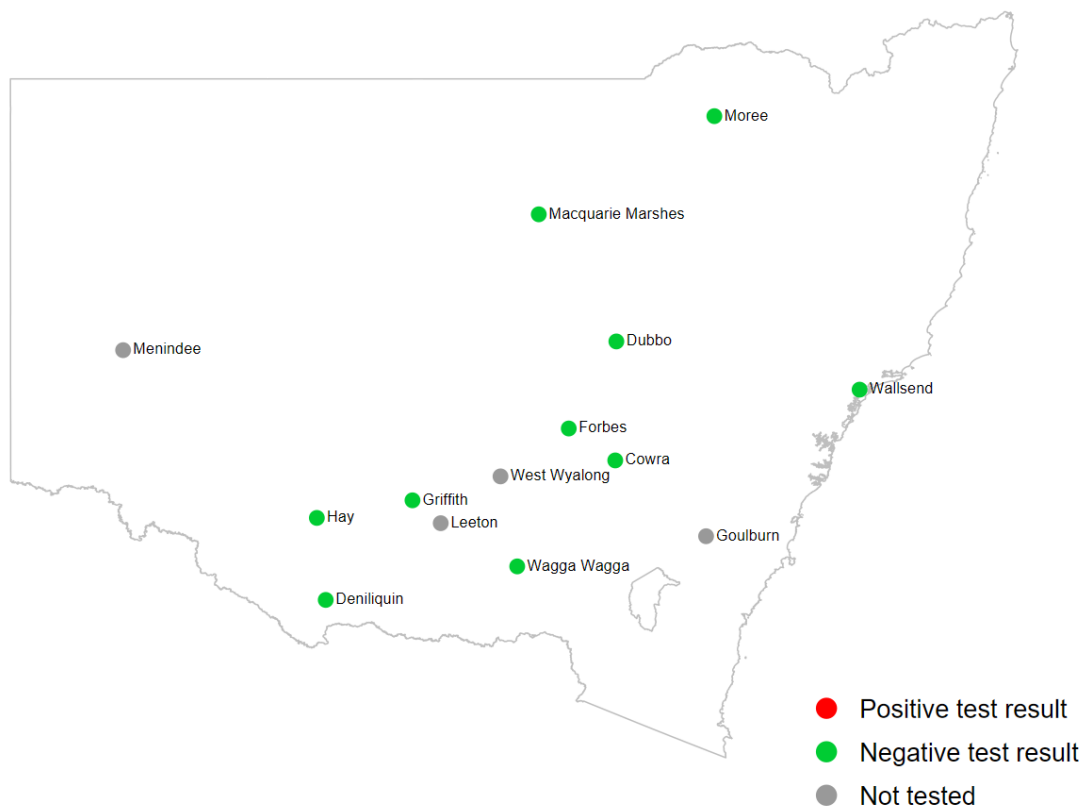 Moree
Macquarie Marshes
Dubbo
Menindee
Wallsend
Forbes
Cowra
West Wyalong
Griffith
Hay
Leeton
Goulburn
Wagga Wagga
Deniliquin
Positive test result
Negative test result
Not tested